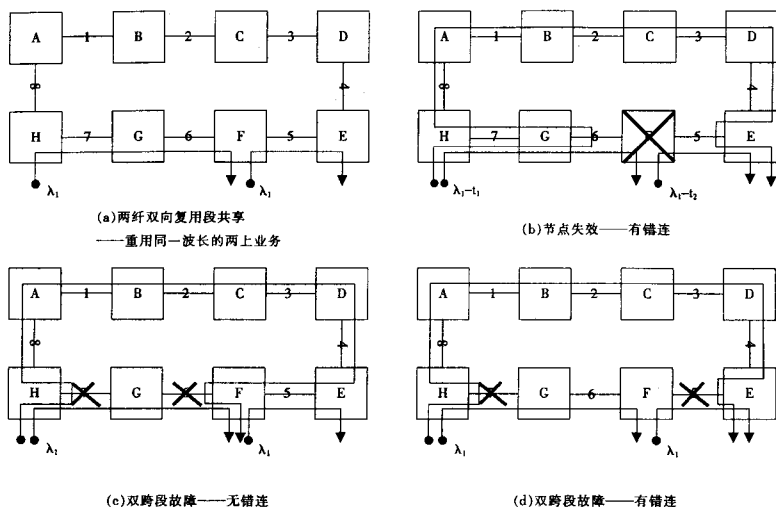 A 1 B 2 C 3 D
8 4
H 7 G 6 F 5 E
λ₁ λ₁
(a)两纤双向复用段共享
——重用同一波长的两上业务
A 1 B 2 C 3 D
8 4
H 7 G 6 5 E
λ₁-t₁ λ₁-t₂
(b)节点失效——有错连
A 1 B 2 C 3 D
8 4
H G F 5 E
λ₁
(c)双跨段故障——无错连
A 1 B 2 C 3 D
8 4
H G 6 F E
λ₁ λ₁
(d)双跨段故障——有错连